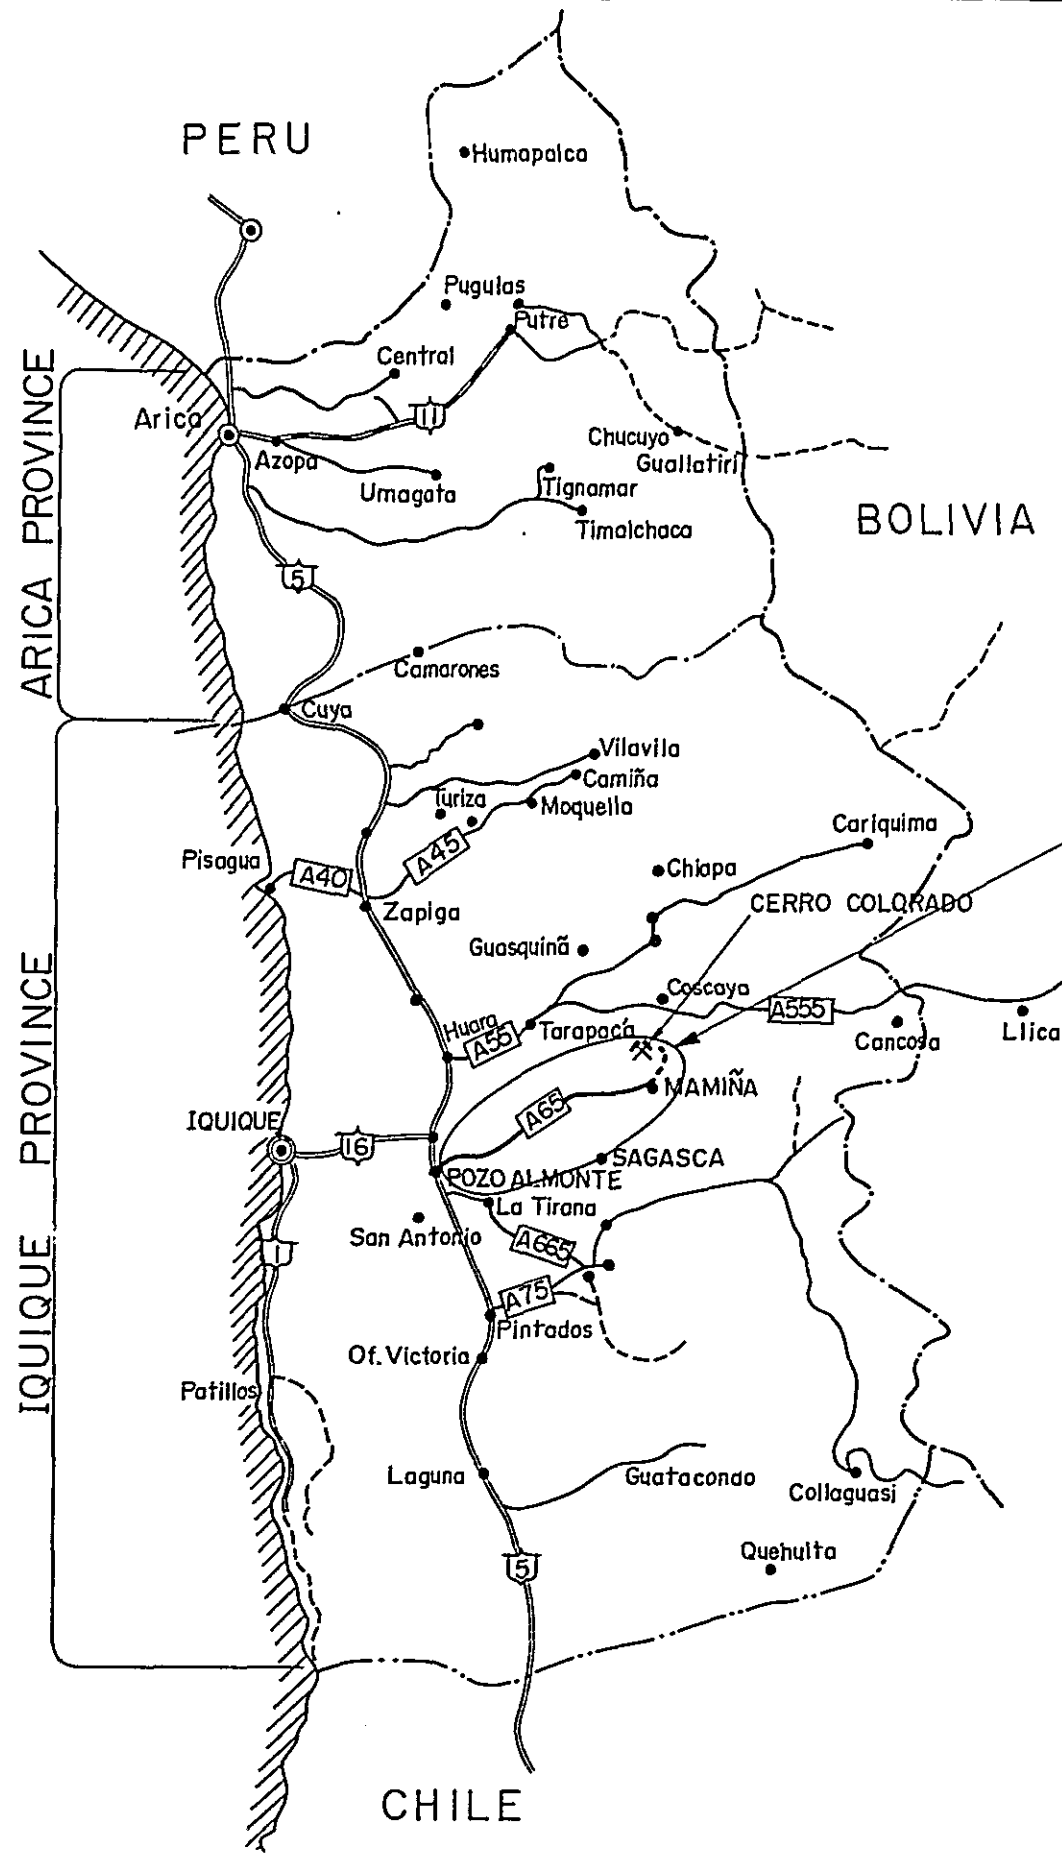 PERU
Humapalca
Pugulas
Putre
Central
11
Arica
Azopa
Umagata
Chucuyo
Guallatiri
Tignamar
Timalchaca
BOLIVIA
ARICA PROVINCE
5
Camarones
Cuya
Vilavila
Camiña
Turiza
Moquella
A45
Pisagua
A40
Zapiga
Cariquima
Chiapa
CERRO COLORADO
Guasquinã
Coscaya
A555
Huara
A55
Tarapacá
Cancosa
Llica
MAMIÑA
A65
IQUIQUE
16
SAGASCA
POZO ALMONTE
La Tirana
San Antonio
A665
1
A75
Pintados
Of. Victoria
Patillos
IQUIQUE PROVINCE
Laguna
Guatacondo
Collaguasi
5
Quehuita
CHILE